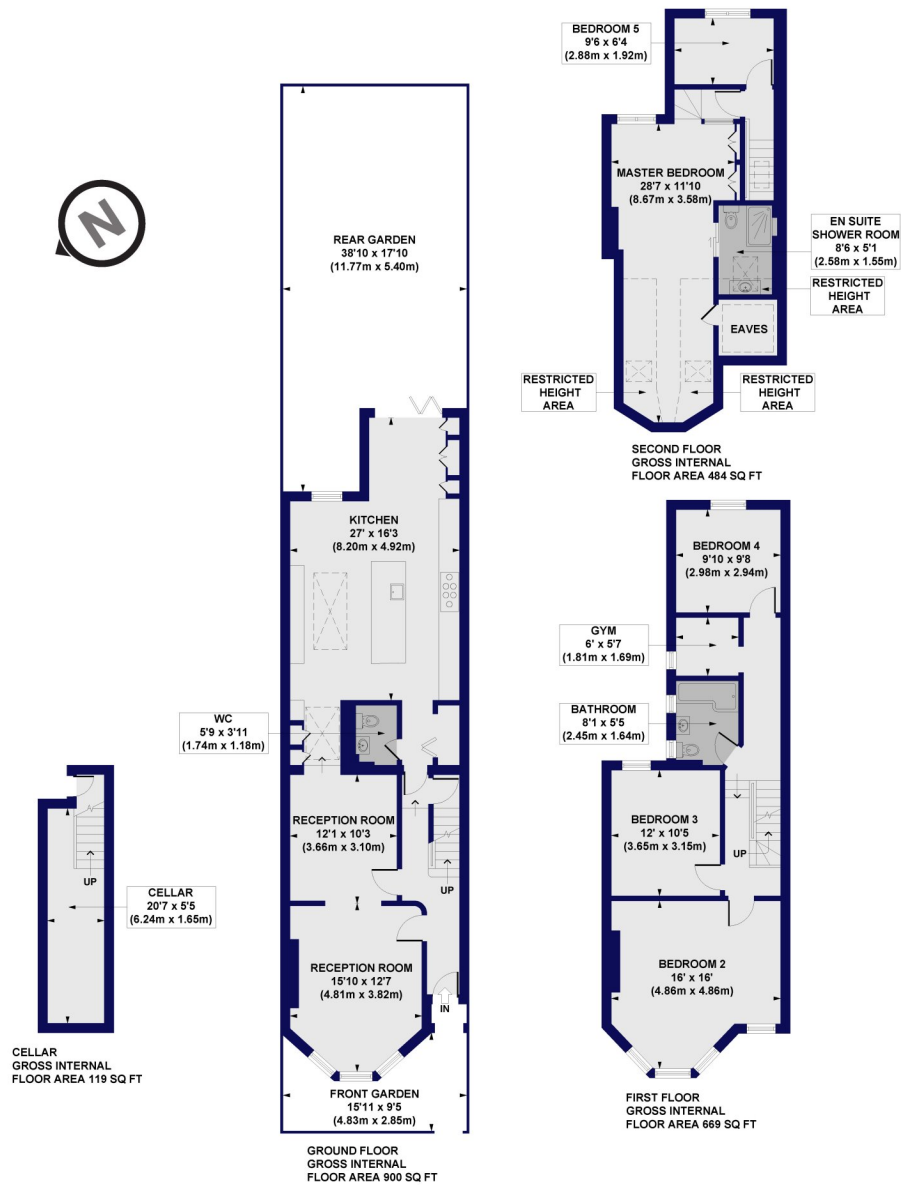 BEDROOM 5
9'6 x 6'4
(2.88m x 1.92m)
MASTER BEDROOM
28'7 x 11'10
(8.67m x 3.58m)
EN SUITE
SHOWER ROOM
8'6 x 5'1
(2.58m x 1.55m)
RESTRICTED
HEIGHT
AREA
EAVES
RESTRICTED
HEIGHT
AREA
RESTRICTED
HEIGHT
AREA
SECOND FLOOR
GROSS INTERNAL
FLOOR AREA 484 SQ FT
N
REAR GARDEN
38'10 x 17'10
(11.77m x 5.40m)
KITCHEN
27' x 16'3
(8.20m x 4.92m)
WC
5'9 x 3'11
(1.74m x 1.18m)
RECEPTION ROOM
12'1 x 10'3
(3.66m x 3.10m)
UP
RECEPTION ROOM
15'10 x 12'7
(4.81m x 3.82m)
IN
FRONT GARDEN
15'11 x 9'5
(4.83m x 2.85m)
GROUND FLOOR
GROSS INTERNAL
FLOOR AREA 900 SQ FT
UP
CELLAR
20'7 x 5'5
(6.24m x 1.65m)
CELLAR
GROSS INTERNAL
FLOOR AREA 119 SQ FT
BEDROOM 4
9'10 x 9'8
(2.98m x 2.94m)
GYM
6' x 5'7
(1.81m x 1.69m)
BATHROOM
8'1 x 5'5
(2.45m x 1.64m)
BEDROOM 3
12' x 10'5
(3.65m x 3.15m)
UP
BEDROOM 2
16' x 16'
(4.86m x 4.86m)
FIRST FLOOR
GROSS INTERNAL
FLOOR AREA 669 SQ FT